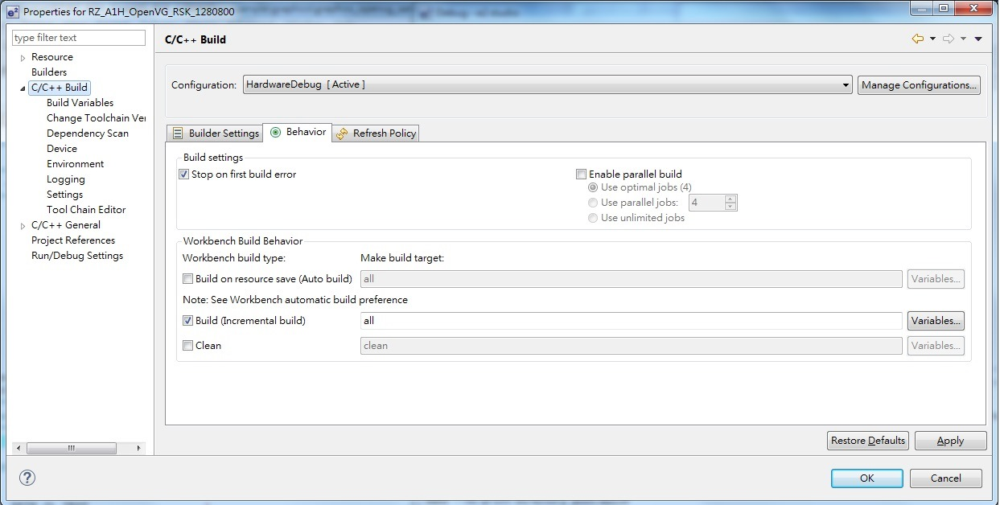 Properties for RZ_A1H_OpenVG_RSK_1280800
type filter text
Resource
Builders
C/C++ Build
Build Variables
Change Toolchain Ver
Dependency Scan
Device
Environment
Logging
Settings
Tool Chain Editor
C/C++ General
Project References
Run/Debug Settings
C/C++ Build
Configuration: HardwareDebug [ Active ] Manage Configurations...
Builder Settings Behavior Refresh Policy
Build settings
Stop on first build error Enable parallel build
Use optimal jobs (4)
Use parallel jobs: 4
Use unlimited jobs
Workbench Build Behavior
Workbench build type: Make build target:
Build on resource save (Auto build) all Variables...
Note: See Workbench automatic build preference
Build (Incremental build) all Variables...
Clean clean Variables...
Restore Defaults Apply
OK Cancel